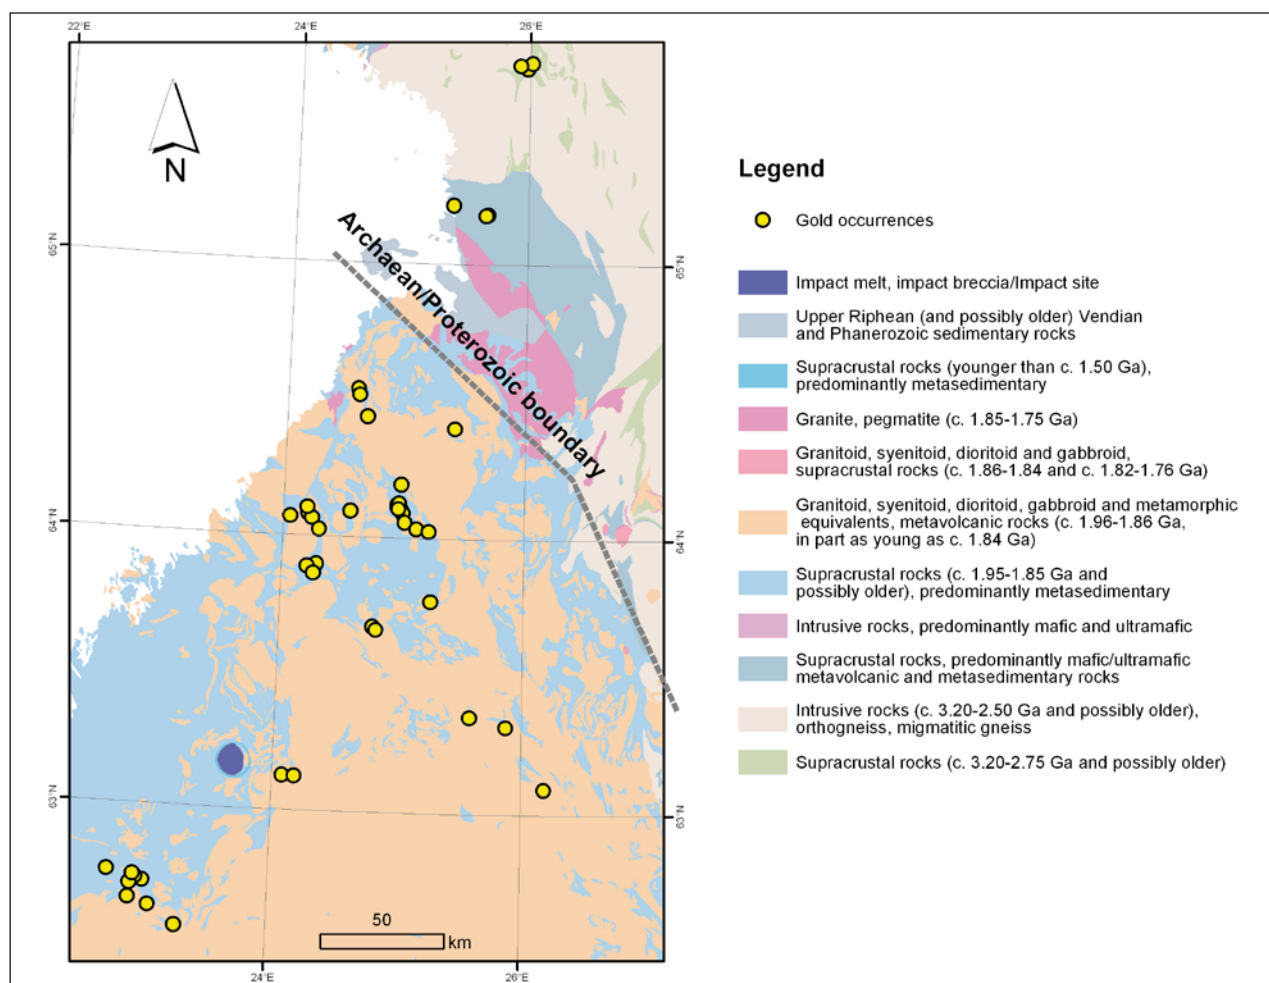 22°E
24°E
26°E
N
65°N
65°N
Archaean/Proterozoic boundary
64°N
64°N
63°N
63°N
50
km
24°E
26°E
Legend
Gold occurrences
Impact melt, impact breccia/Impact site
Upper Riphean (and possibly older) Vendian
and Phanerozoic sedimentary rocks
Supracrustal rocks (younger than c. 1.50 Ga),
predominantly metasedimentary
Granite, pegmatite (c. 1.85-1.75 Ga)
Granitoid, syenitoid, dioritoid and gabbroid,
supracrustal rocks (c. 1.86-1.84 and c. 1.82-1.76 Ga)
Granitoid, syenitoid, dioritoid, gabbroid and metamorphic
equivalents, metavolcanic rocks (c. 1.96-1.86 Ga,
in part as young as c. 1.84 Ga)
Supracrustal rocks (c. 1.95-1.85 Ga and
possibly older), predominantly metasedimentary
Intrusive rocks, predominantly mafic and ultramafic
Supracrustal rocks, predominantly mafic/ultramafic
metavolcanic and metasedimentary rocks
Intrusive rocks (c. 3.20-2.50 Ga and possibly older),
orthogneiss, migmatitic gneiss
Supracrustal rocks (c. 3.20-2.75 Ga and possibly older)